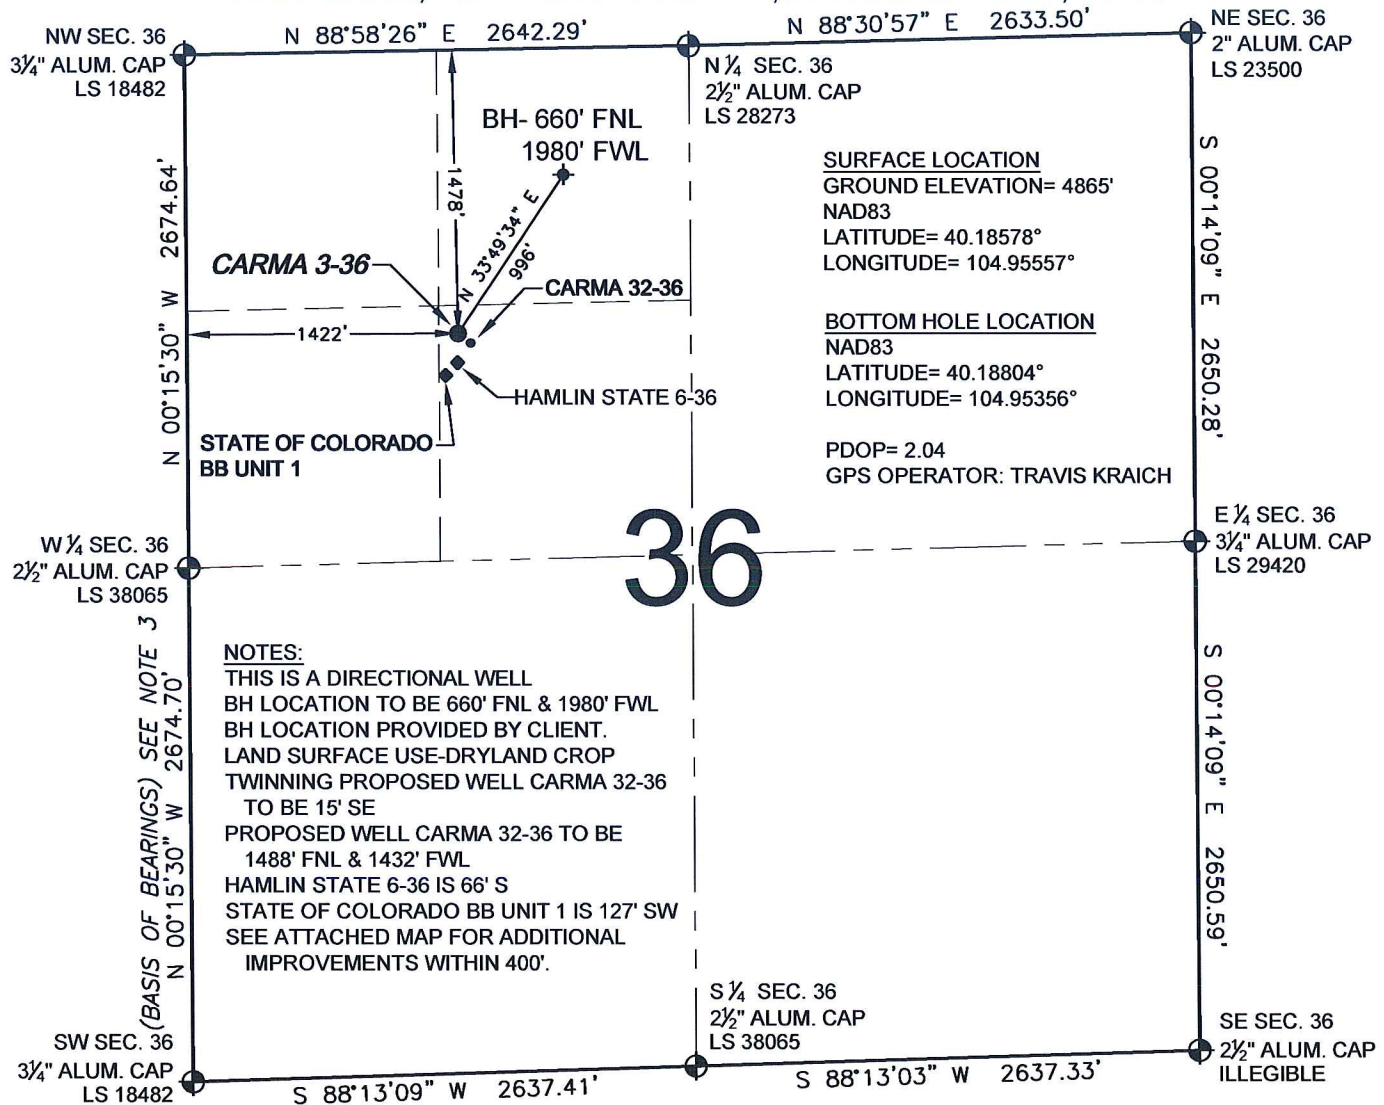 N 88°58'26" E 2642.29'
N 88°30'57" E 2633.50'
NW SEC. 36
3¼" ALUM. CAP
LS 18482
N ¼ SEC. 36
2½" ALUM. CAP
LS 28273
NE SEC. 36
2" ALUM. CAP
LS 23500
BH- 660' FNL
1980' FWL
1478'
N 33°49'34" E
996'
CARMA 3-36
CARMA 32-36
1422'
HAMLIN STATE 6-36
STATE OF COLORADO
BB UNIT 1
N 00°15'30" W 2674.64'
SURFACE LOCATION
GROUND ELEVATION= 4865'
NAD83
LATITUDE= 40.18578°
LONGITUDE= 104.95557°
BOTTOM HOLE LOCATION
NAD83
LATITUDE= 40.18804°
LONGITUDE= 104.95356°
PDOP= 2.04
GPS OPERATOR: TRAVIS KRAICH
S 00°14'09" E 2650.28'
36
W ¼ SEC. 36
2½" ALUM. CAP
LS 38065
E ¼ SEC. 36
3¼" ALUM. CAP
LS 29420
(BASIS OF BEARINGS) SEE NOTE 3
N 00°15'30" W 2674.70'
NOTES:
THIS IS A DIRECTIONAL WELL
BH LOCATION TO BE 660' FNL & 1980' FWL
BH LOCATION PROVIDED BY CLIENT.
LAND SURFACE USE-DRYLAND CROP
TWINNING PROPOSED WELL CARMA 32-36
TO BE 15' SE
PROPOSED WELL CARMA 32-36 TO BE
1488' FNL & 1432' FWL
HAMLIN STATE 6-36 IS 66' S
STATE OF COLORADO BB UNIT 1 IS 127' SW
SEE ATTACHED MAP FOR ADDITIONAL
IMPROVEMENTS WITHIN 400'.
S 00°14'09" E 2650.59'
SW SEC. 36
3¼" ALUM. CAP
LS 18482
S ¼ SEC. 36
2½" ALUM. CAP
LS 38065
SE SEC. 36
2½" ALUM. CAP
ILLEGIBLE
S 88°13'09" W 2637.41'
S 88°13'03" W 2637.33'